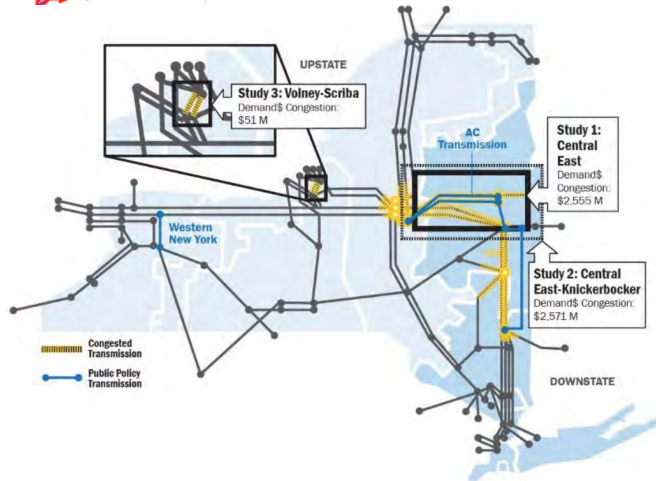 UPSTATE
Study 3: Volney-Scriba
Demand$ Congestion:
$51 M
AC
Transmission
Study 1:
Central
East
Demand$
Congestion:
$2,555 M
Western
New York
Study 2: Central
East-Knickerbocker
Demand$ Congestion:
$2,571 M
Congested
Transmission
Public Policy
Transmission
DOWNSTATE